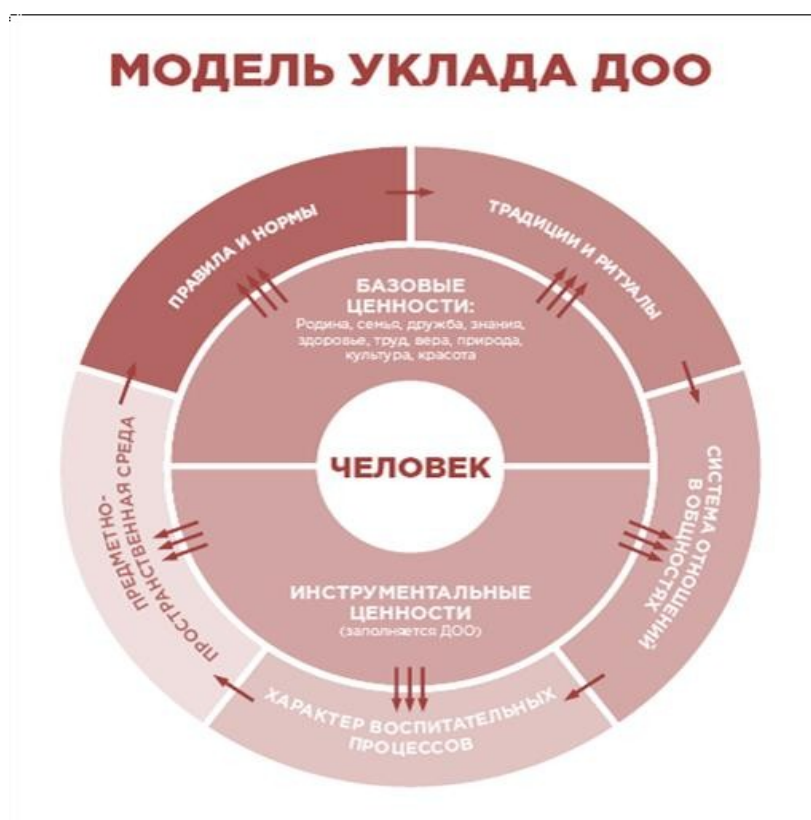 МОДЕЛЬ УКЛАДА ДОО
ПРАВИЛА И НОРМЫ
ТРАДИЦИИ И РИТУАЛЫ
БАЗОВЫЕ
ЦЕННОСТИ:
Родина, семья, дружба, знания,
здоровье, труд, вера, природа,
культура, красота
ЧЕЛОВЕК
СИСТЕМА ОТНОШЕНИЙ
В ОБЩНОСТЯХ
ИНСТРУМЕНТАЛЬНЫЕ
ЦЕННОСТИ
(заполняется ДОО)
ХАРАКТЕР ВОСПИТАТЕЛЬНЫХ
ПРОЦЕССОВ
ПРЕДМЕТНО-
ПРОСТРАНСТВЕННАЯ СРЕДА